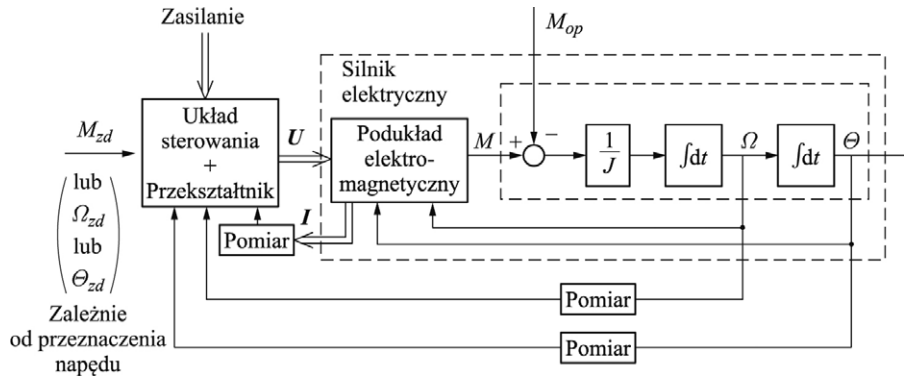 Zasilanie
M_op
Silnik
elektryczny
Układ
sterowania
+
Przekształtnik
M_zd
U
Podukład
elektro-
magnetyczny
M
+
−
1
J
∫dt
Ω
∫dt
Θ
lub
Ω_zd
lub
Θ_zd
I
Pomiar
Pomiar
Zależnie
od przeznaczenia
napędu
Pomiar